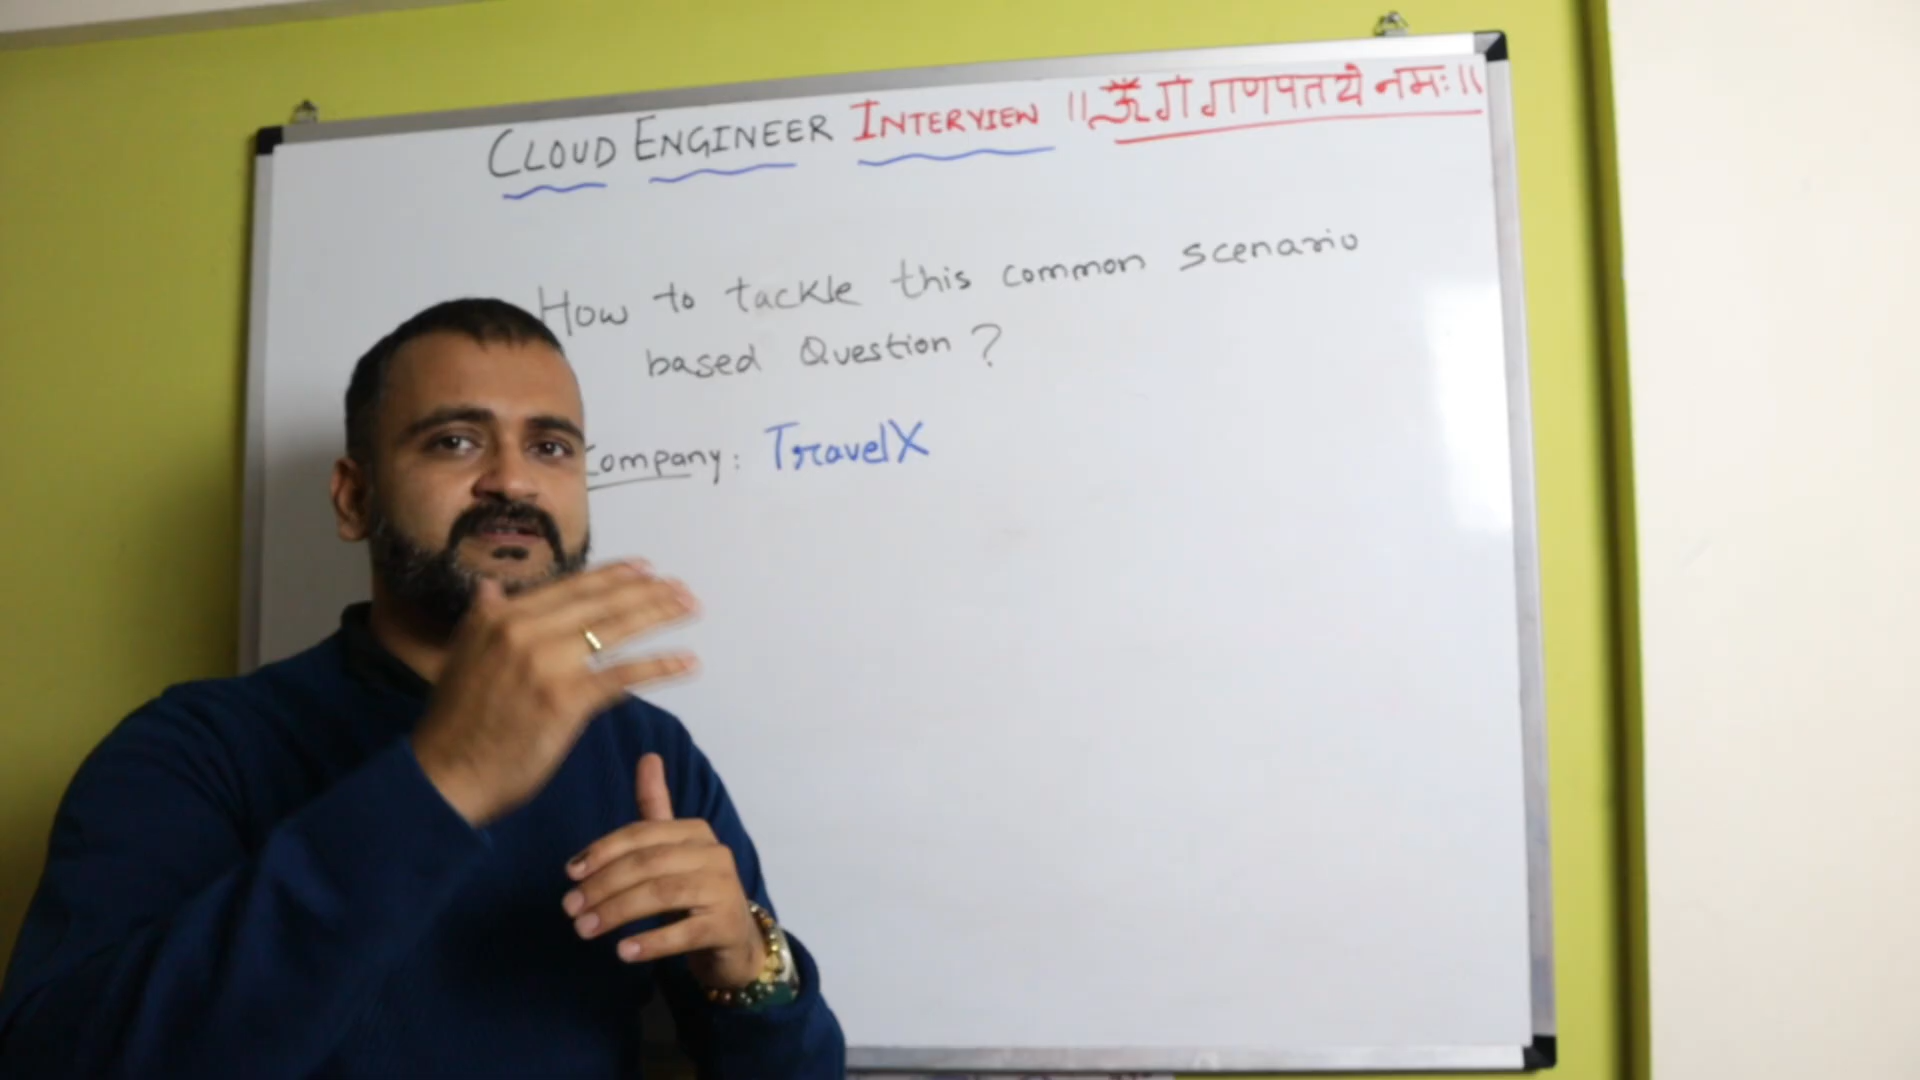 CLOUD ENGINEER INTERVIEW ||ॐ गं गणपतये नमः||
How to tackle this common scenario
based Question?
Company: TravelX